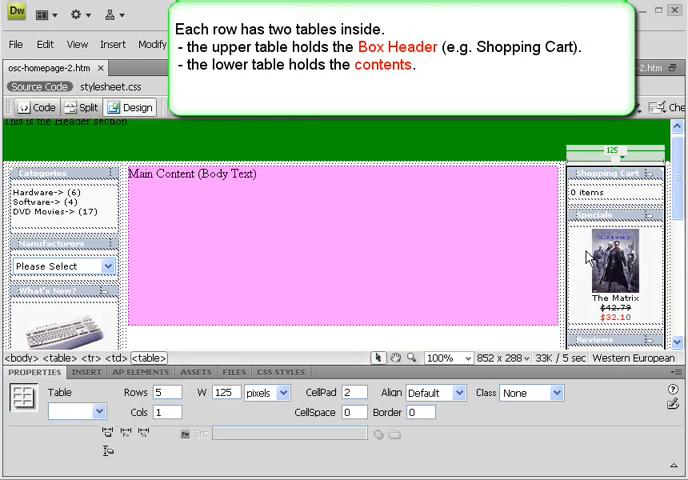 Dw
Each row has two tables inside.
- the upper table holds the Box Header (e.g. Shopping Cart).
- the lower table holds the contents.
File Edit View Insert Modify
osc-homepage-2.htm × -2.htm
Source Code stylesheet.css
Code Split Design Che
This is the Header section
125
Categories
Hardware-> (6)
Software-> (4)
DVD Movies-> (17)
Manufacturers
Please Select
What's New?
Main Content (Body Text)
Shopping Cart
0 items
Specials
The Matrix
$42.79
$32.10
Reviews
<body> <table> <tr> <td> <table> 100% 852 x 288 33K / 5 sec Western European
PROPERTIES INSERT AP ELEMENTS ASSETS FILES CSS STYLES
Table Rows 5 W 125 pixels CellPad 2 Align Default Class None
Cols 1 CellSpace 0 Border 0
Src